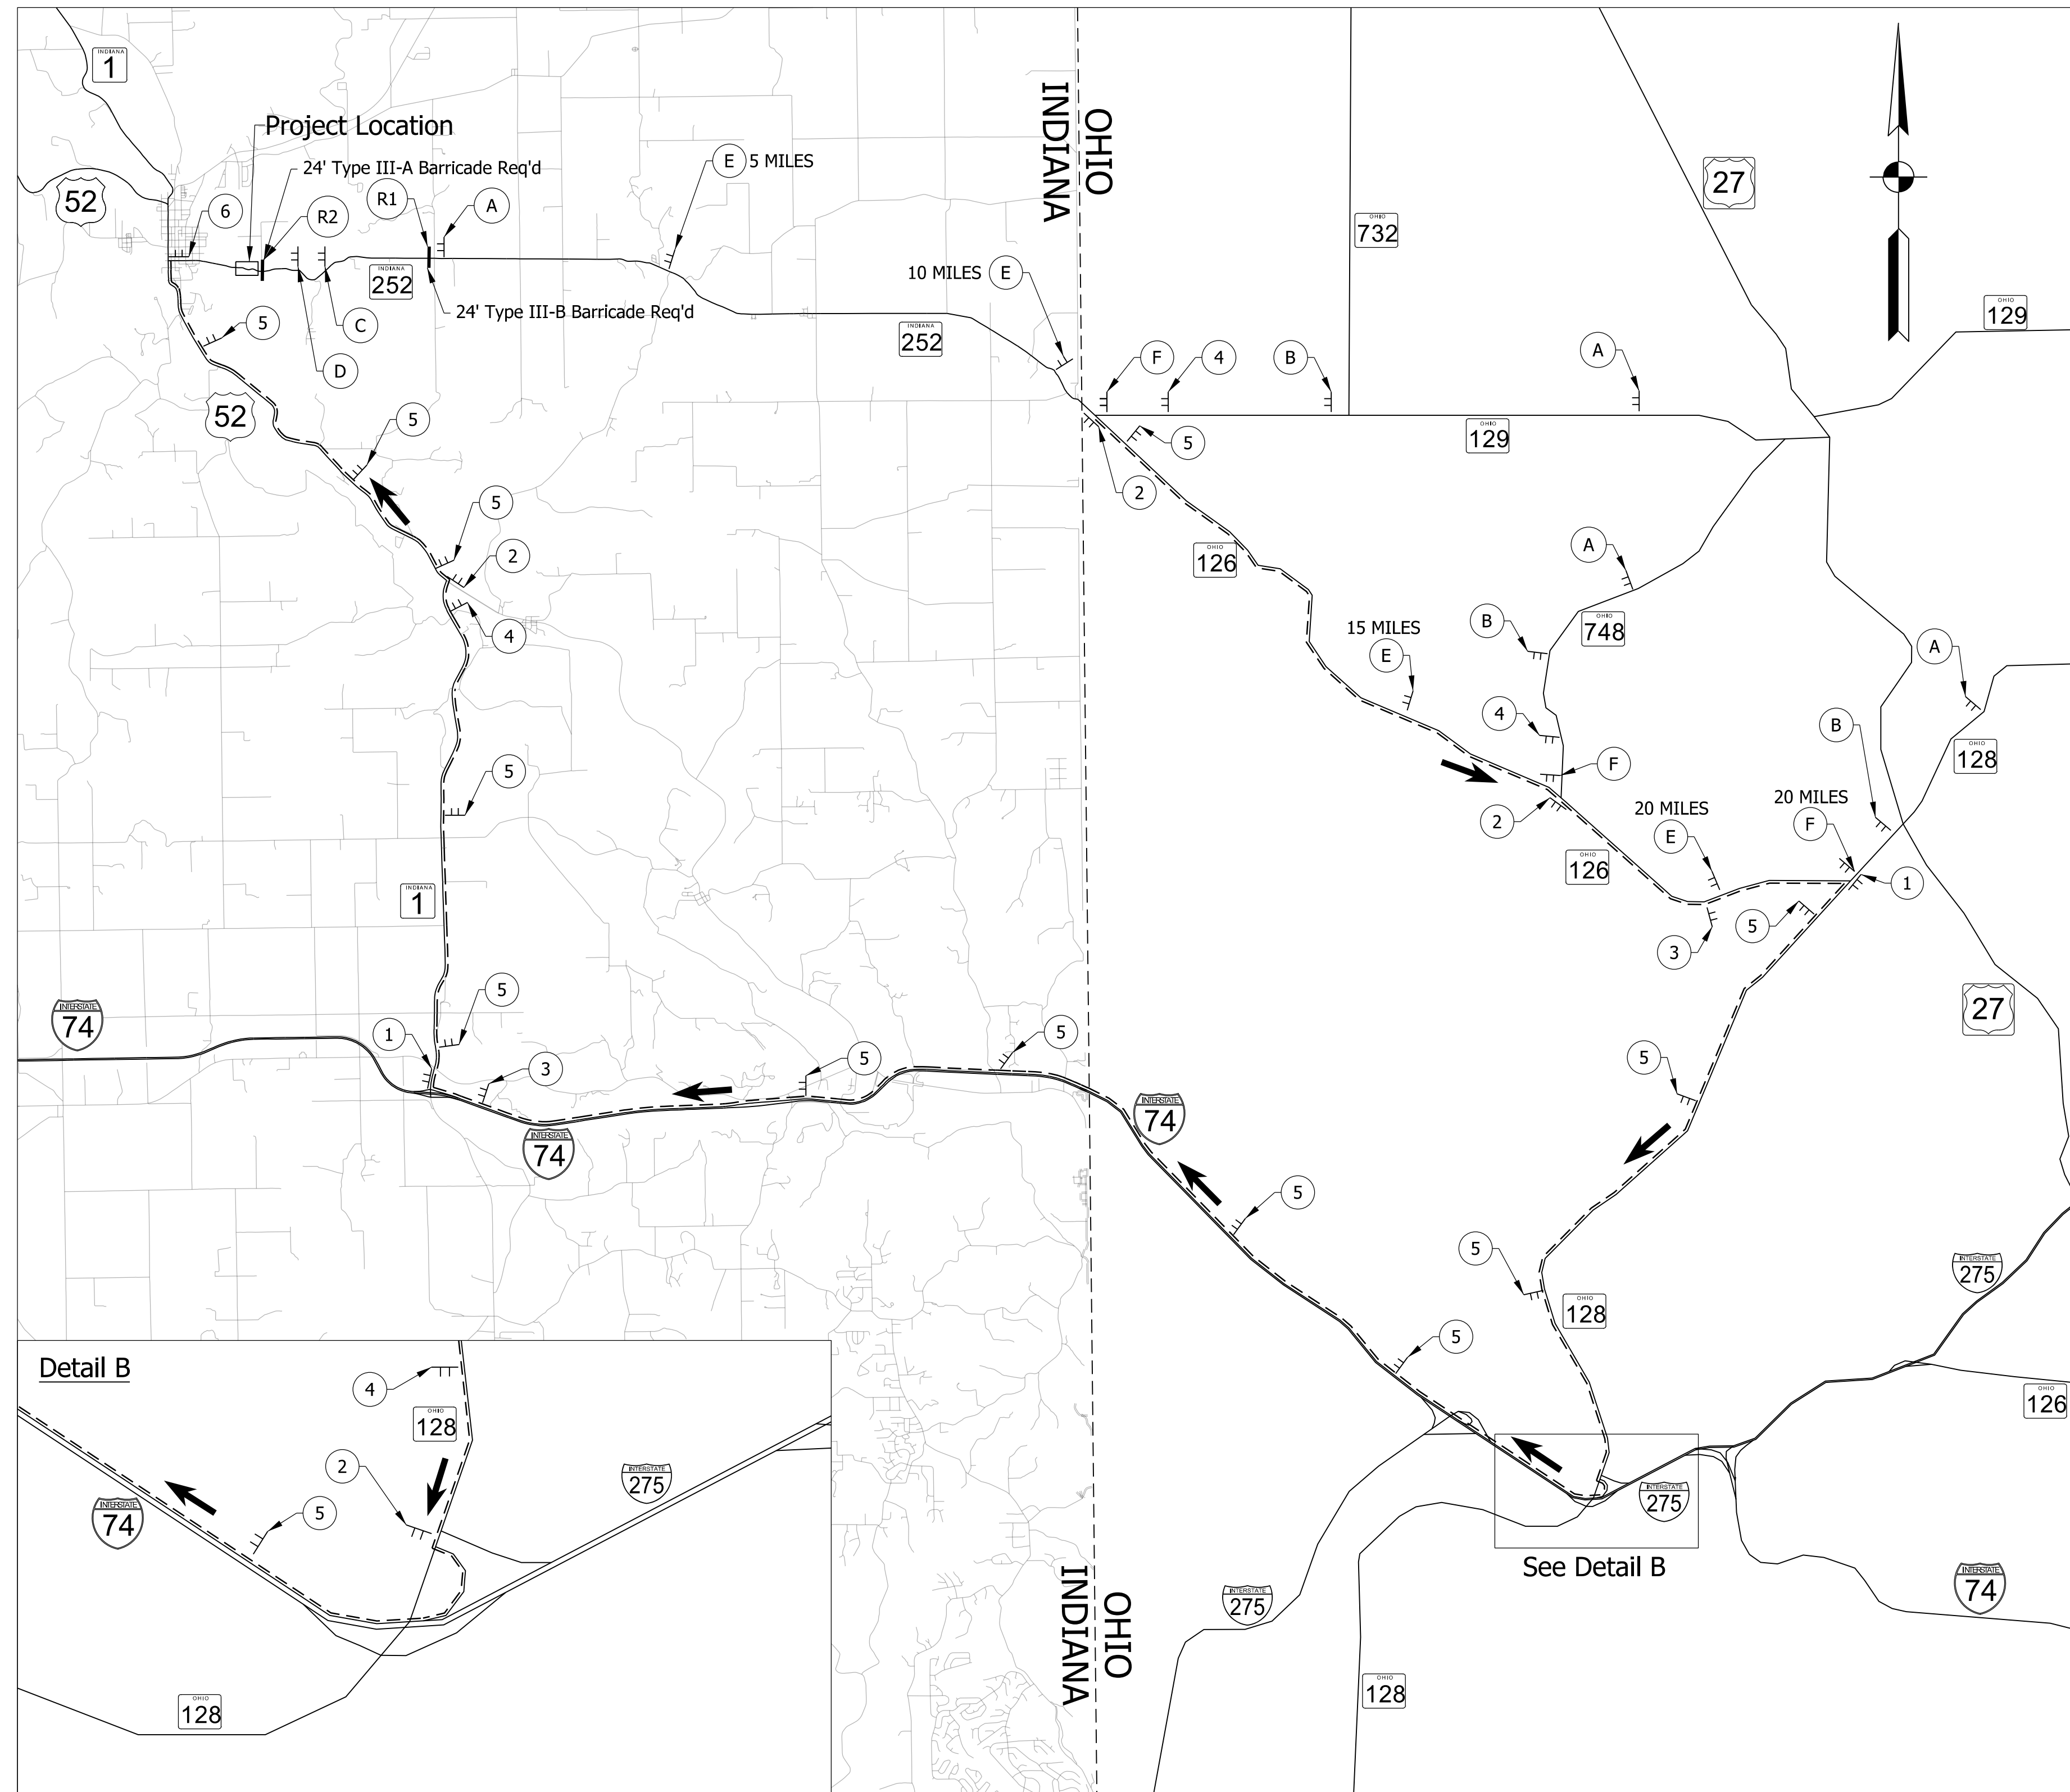 INDIANA
1
Project Location
24' Type III-A Barricade Req'd
E 5 MILES
OHIO
INDIANA
27
52
6
R2
R1
A
OHIO
732
INDIANA
252
10 MILES E
24' Type III-B Barricade Req'd
5
C
D
INDIANA
252
F
4
B
A
OHIO
129
OHIO
129
52
5
5
2
5
2
OHIO
126
A
4
15 MILES
E
B
OHIO
748
A
4
F
B
OHIO
128
5
2
20 MILES
E
20 MILES
F
OHIO
126
1
INDIANA
1
5
3
5
INTERSTATE
74
1
3
5
5
27
5
INTERSTATE
74
INTERSTATE
74
5
5
OHIO
128
INTERSTATE
275
5
Detail B
4
OHIO
128
2
INTERSTATE
275
INTERSTATE
74
5
OHIO
128
OHIO
126
INTERSTATE
275
See Detail B
INTERSTATE
74
OHIO
INDIANA
INTERSTATE
275
OHIO
128